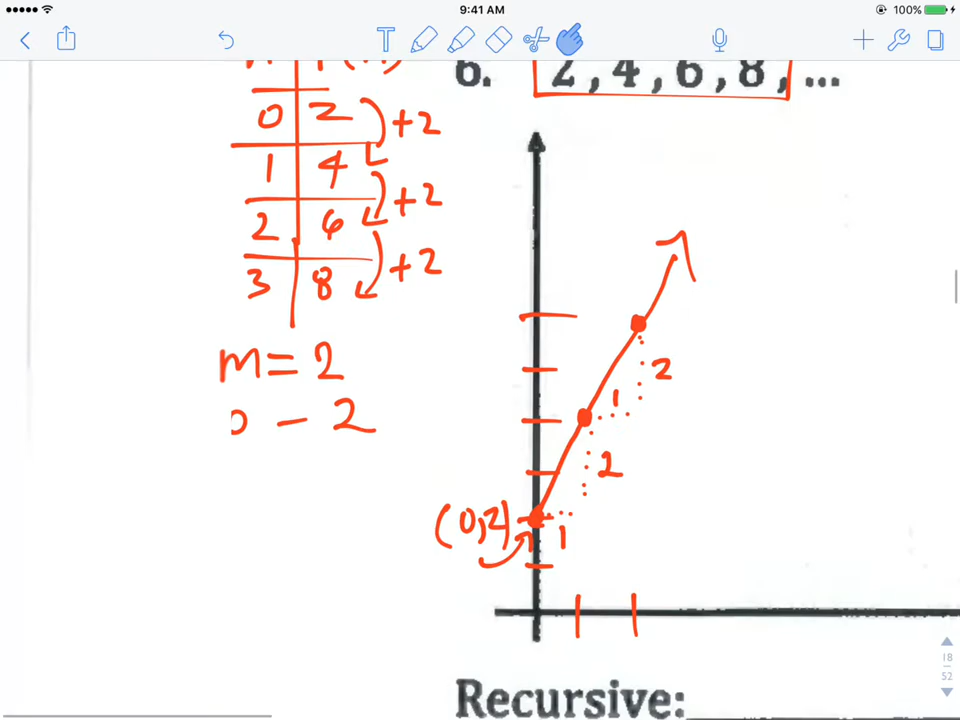 9:41 AM
100%
T
6. 2, 4, 6, 8, ...
0 2 +2
1 4 +2
2 6 +2
3 8 +2
m = 2
2
2
1
2
(0,2)
1
18
52
Recursive: